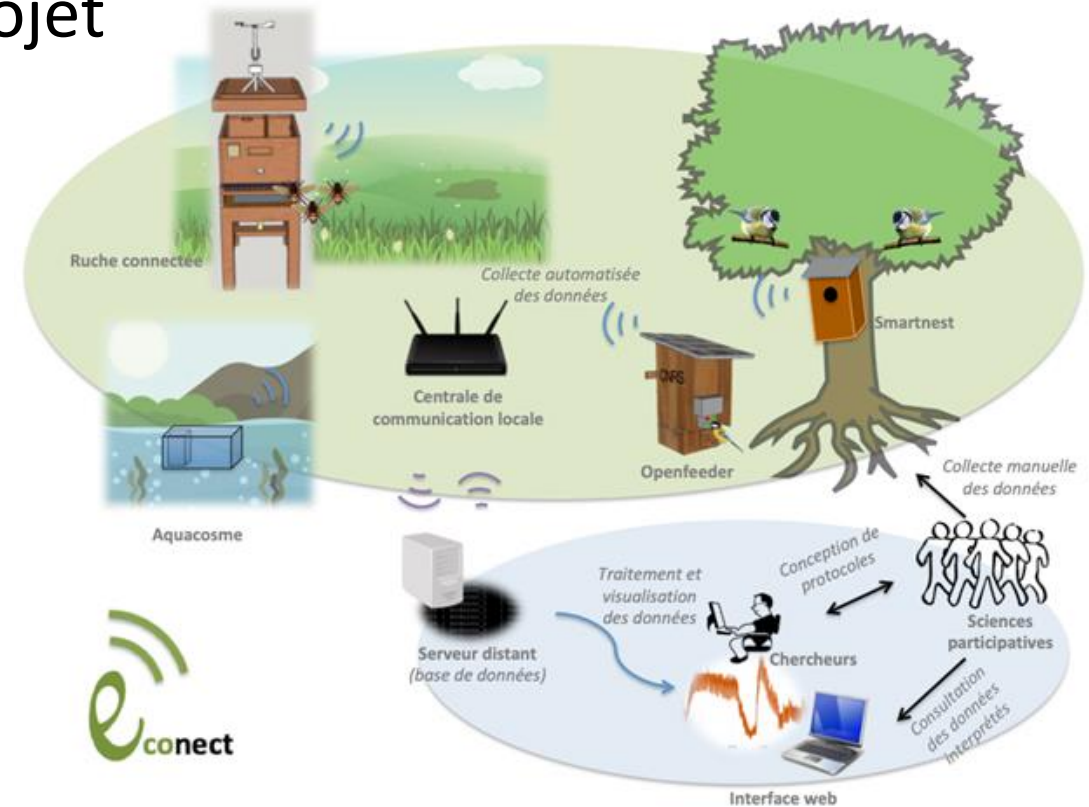 ojet
Ruche connectée
Collecte automatisée
des données
Smartnest
CNRS
Centrale de
communication locale
Openfeeder
Collecte manuelle
des données
Aquacosme
Conception de
protocoles
Traitement et
visualisation
des données
Sciences
participatives
Serveur distant
(base de données)
Chercheurs
Consultation
des données
interprétés
econect
Interface web